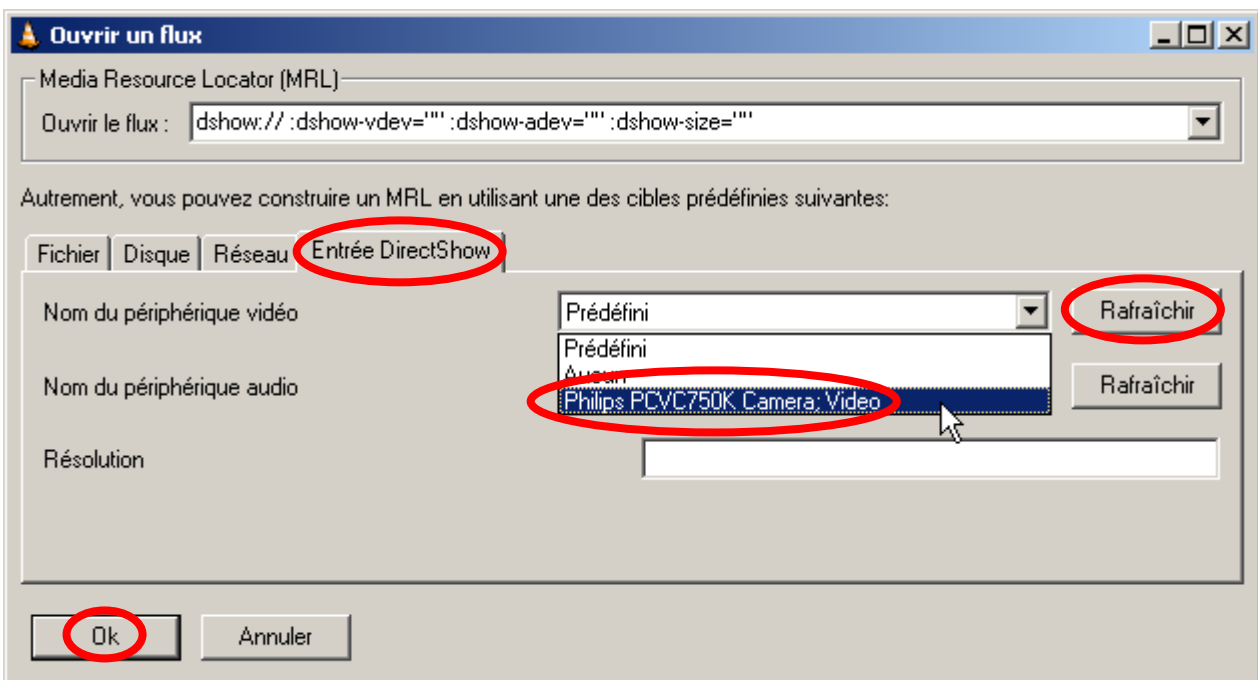 Ouvrir un flux
Media Resource Locator (MRL)
Ouvrir le flux : dshow:// :dshow-vdev="" :dshow-adev="" :dshow-size=""
Autrement, vous pouvez construire un MRL en utilisant une des cibles prédéfinies suivantes:
Fichier Disque Réseau Entrée DirectShow
Nom du périphérique vidéo Prédéfini Rafraîchir
Prédéfini
Aucun
Nom du périphérique audio Rafraîchir
Philips PCVC750K Camera; Video
Résolution
Ok Annuler